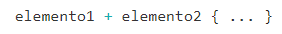 elemento1 + elemento2 { ... }